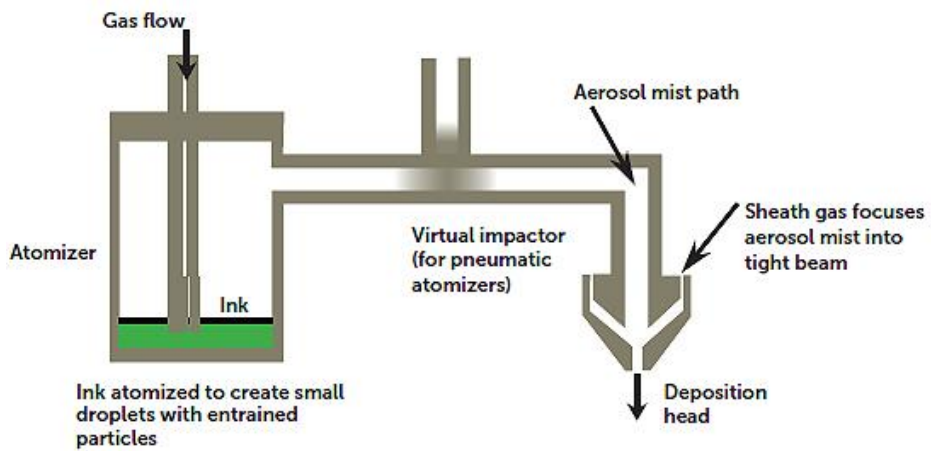 Gas flow
Aerosol mist path
Sheath gas focuses
aerosol mist into
tight beam
Atomizer
Virtual impactor
(for pneumatic
atomizers)
Ink
Ink atomized to create small
droplets with entrained
particles
Deposition
head